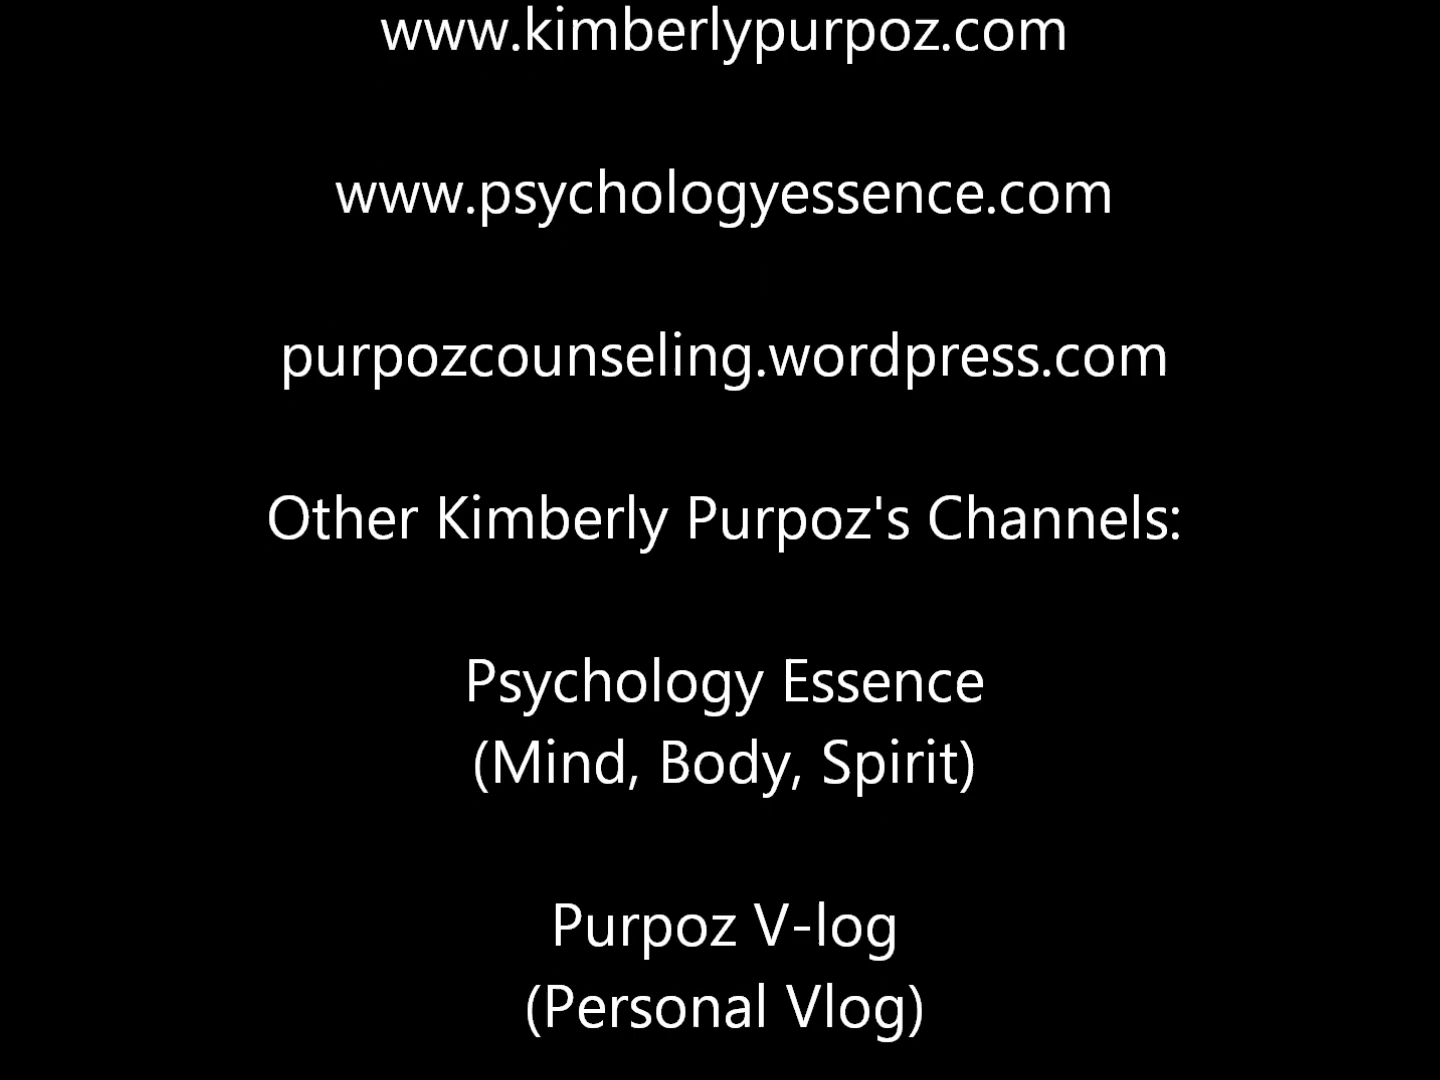 www.kimberlypurpoz.com
www.psychologyessence.com
purpozcounseling.wordpress.com
Other Kimberly Purpoz's Channels:
Psychology Essence
(Mind, Body, Spirit)
Purpoz V-log
(Personal Vlog)